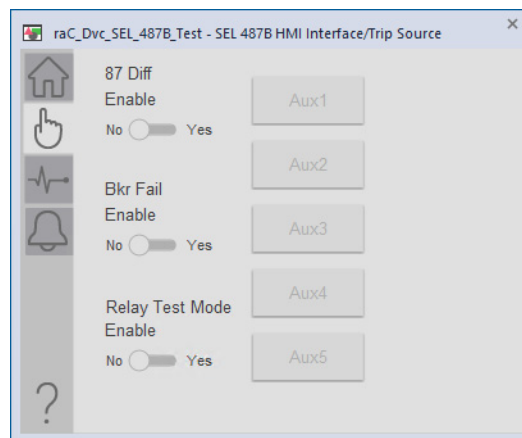 raC_Dvc_SEL_487B_Test - SEL 487B HMI Interface/Trip Source
87 Diff
Enable
No Yes
Bkr Fail
Enable
No Yes
Relay Test Mode
Enable
No Yes
Aux1
Aux2
Aux3
Aux4
Aux5
?